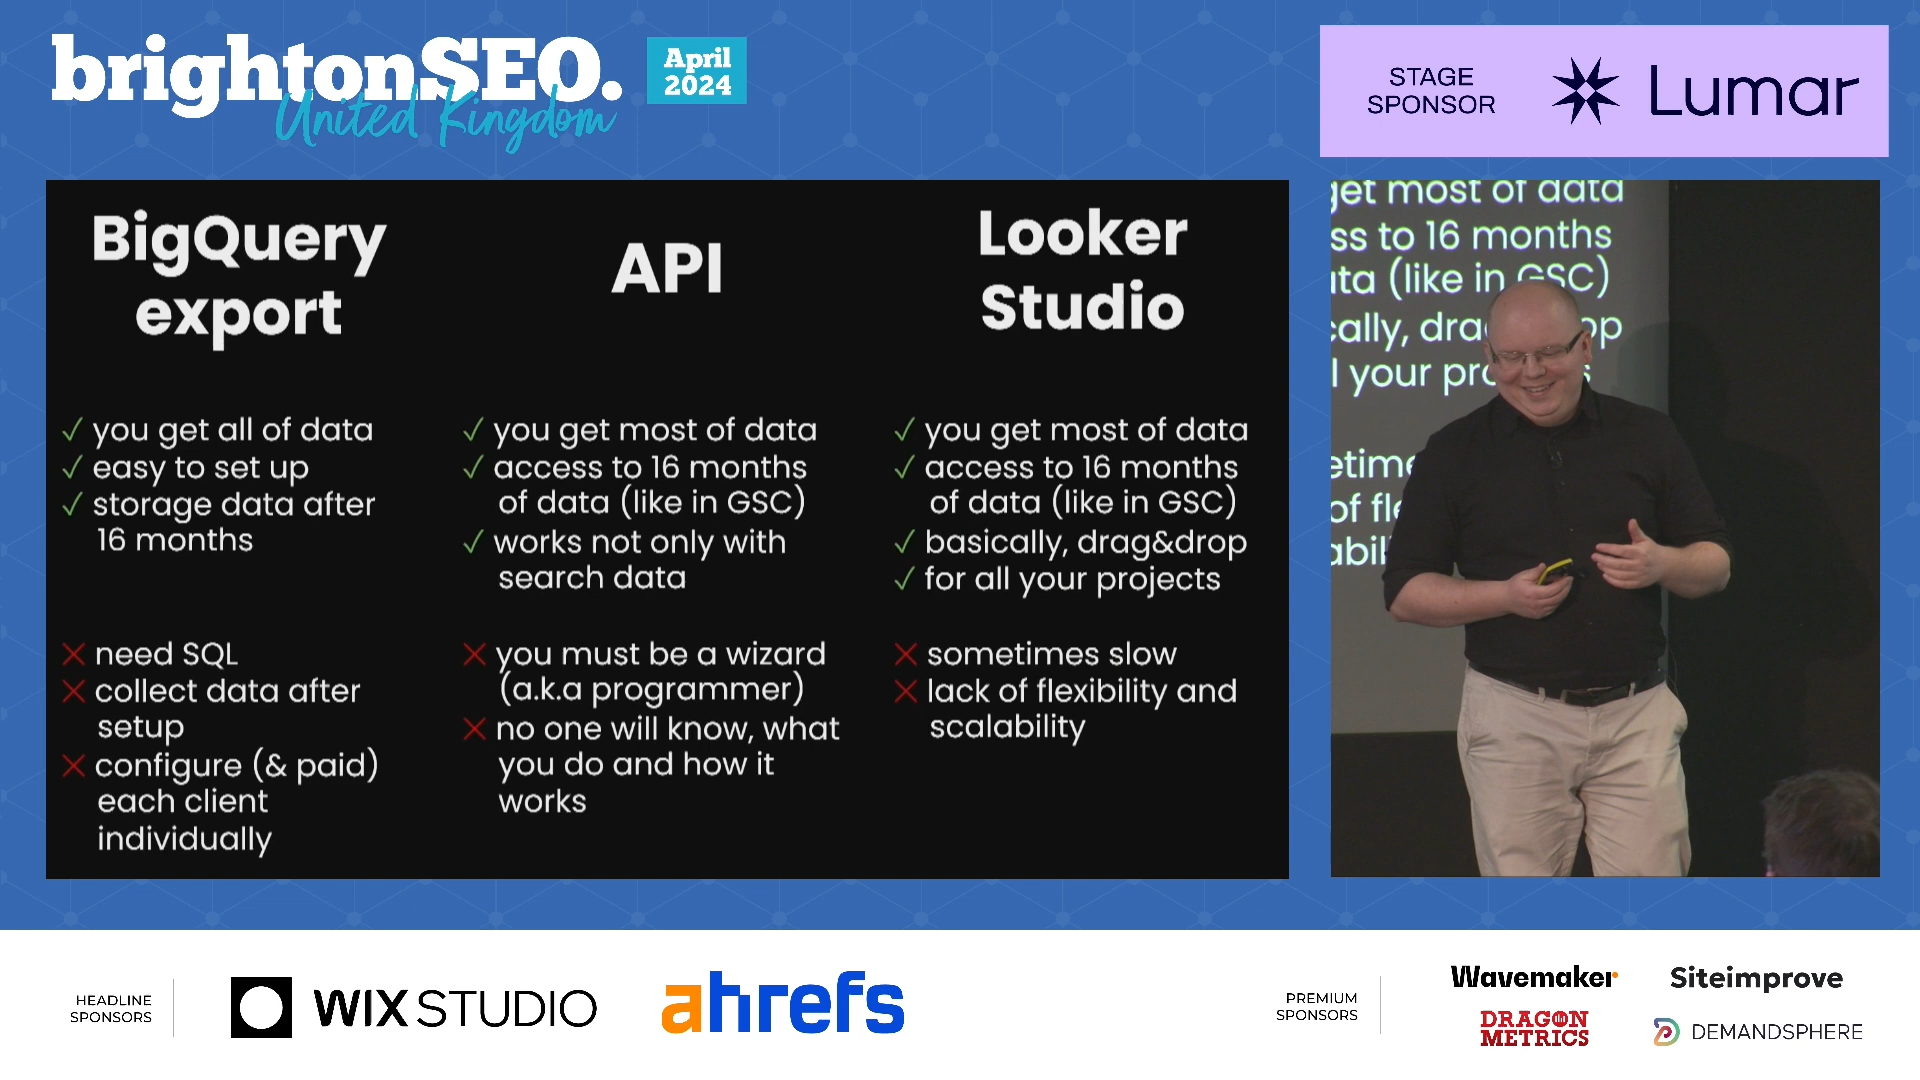 brightonSEO.
United Kingdom
April
2024
STAGE
SPONSOR
Lumar
BigQuery
export
✓ you get all of data
✓ easy to set up
✓ storage data after
16 months
✗ need SQL
✗ collect data after
setup
✗ configure (& paid)
each client
individually
API
✓ you get most of data
✓ access to 16 months
of data (like in GSC)
✓ works not only with
search data
✗ you must be a wizard
(a.k.a programmer)
✗ no one will know, what
you do and how it
works
Looker
Studio
✓ you get most of data
✓ access to 16 months
of data (like in GSC)
✓ basically, drag&drop
✓ for all your projects
✗ sometimes slow
✗ lack of flexibility and
scalability
get most of data
ss to 16 months
ta (like in GSC)
cally, drag op
l your pro s
etime
of fle
abil
HEADLINE
SPONSORS
WIX STUDIO
ahrefs
PREMIUM
SPONSORS
Wavemaker
Siteimprove
DRAGON
METRICS
DEMANDSPHERE